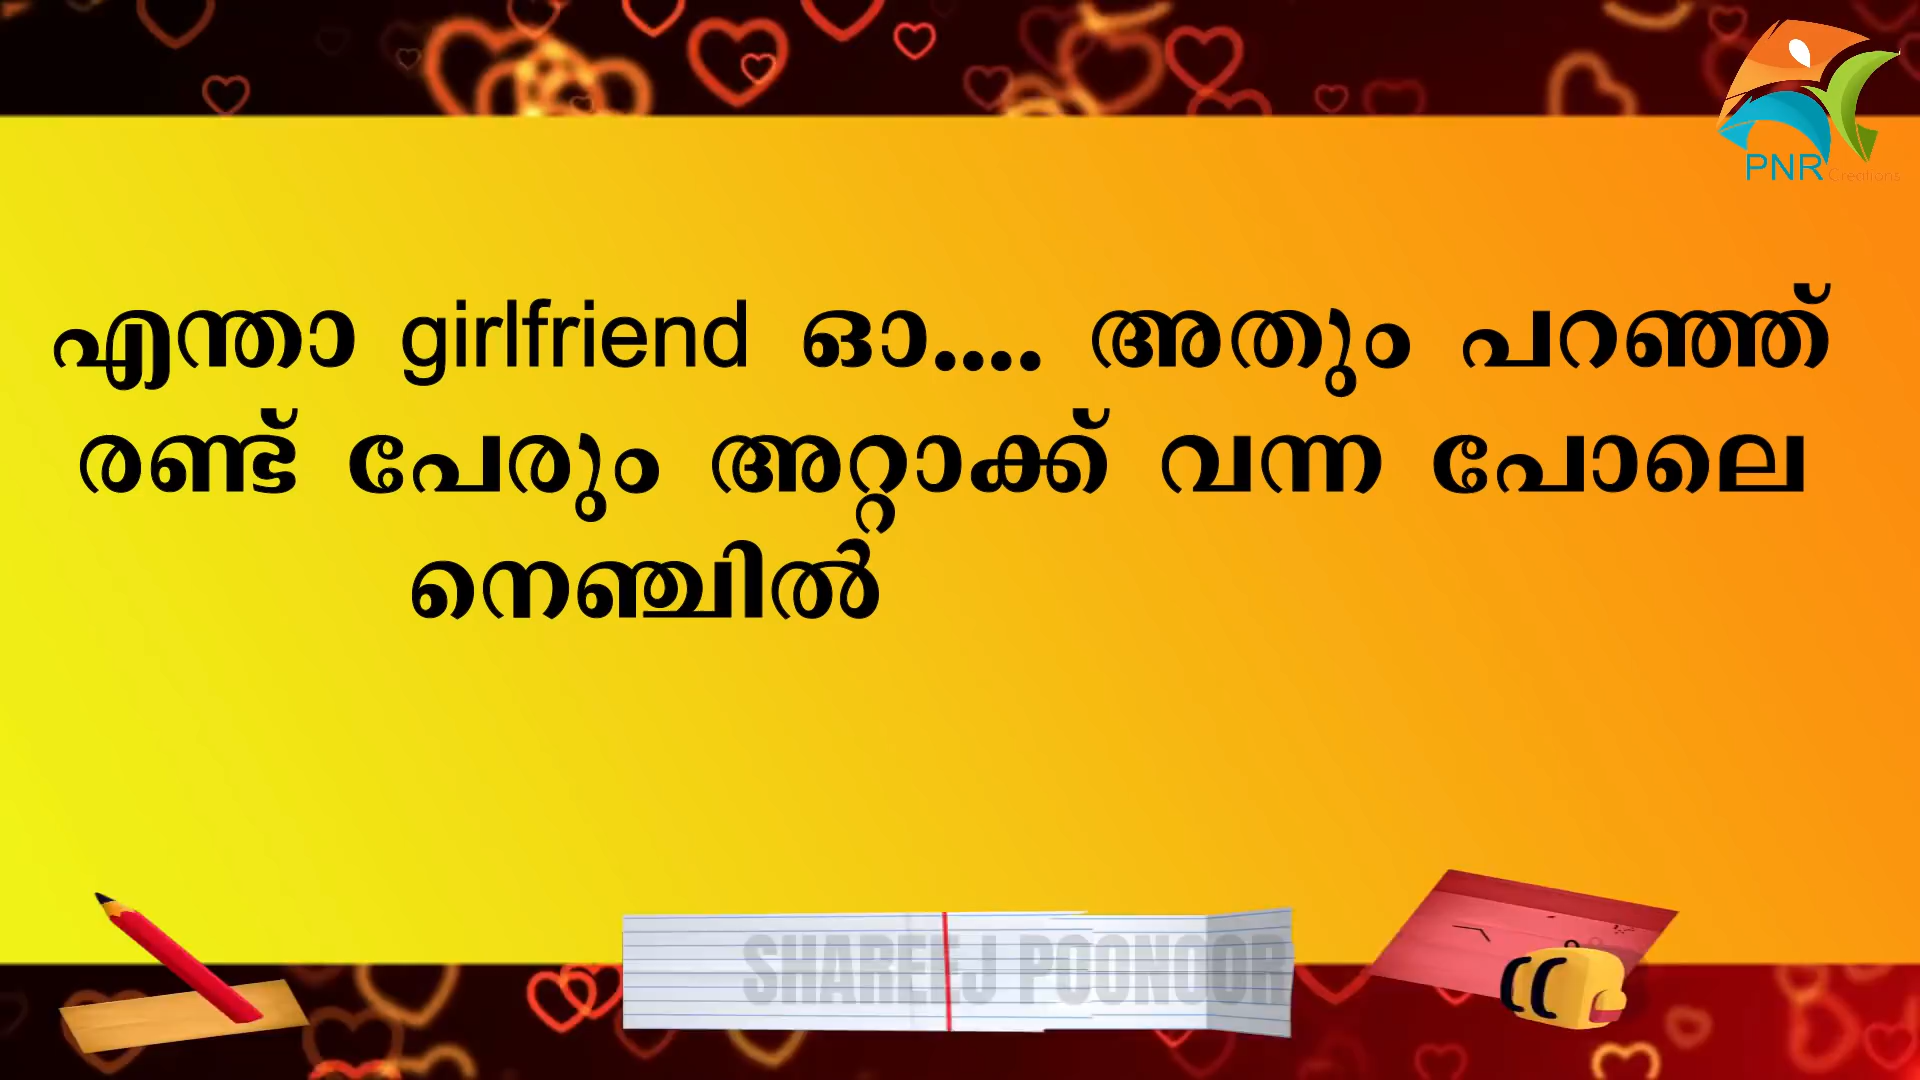 PNR Creations
എന്താ girlfriend ഓ.... അതും പറഞ്ഞ്
രണ്ട് പേരും അറ്റാക്ക് വന്ന പോലെ
നെഞ്ചിൽ
SHAREEJ POONOOR